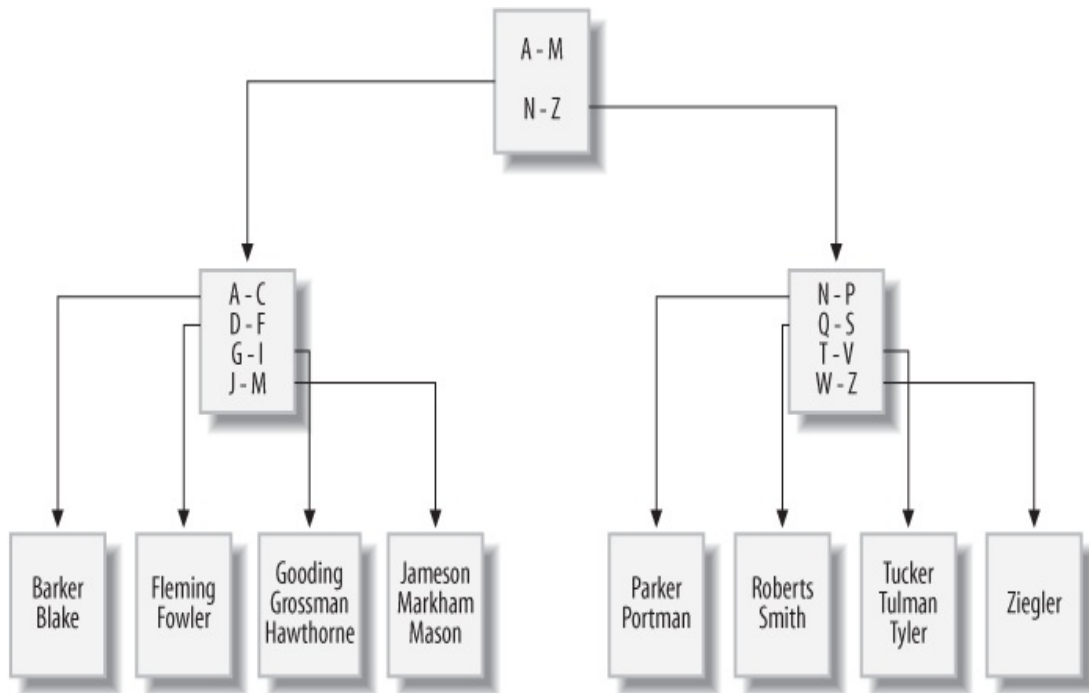 A - M
N - Z
A - C
D - F
G - I
J - M
N - P
Q - S
T - V
W - Z
Barker
Blake
Fleming
Fowler
Gooding
Grossman
Hawthorne
Jameson
Markham
Mason
Parker
Portman
Roberts
Smith
Tucker
Tulman
Tyler
Ziegler